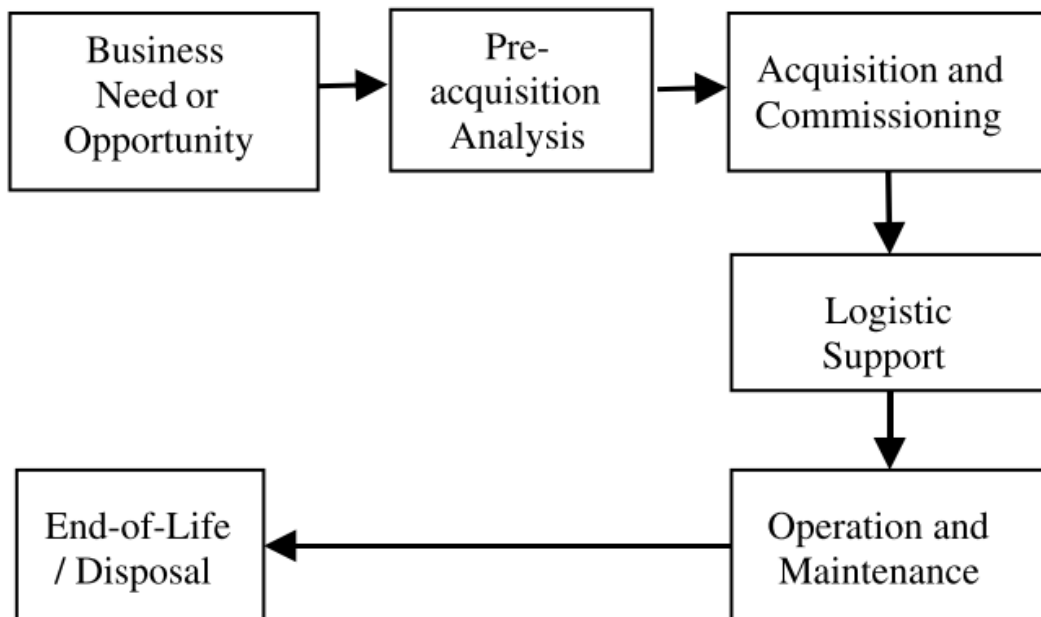 Business
Need or
Opportunity
Pre-
acquisition
Analysis
Acquisition and
Commissioning
Logistic
Support
Operation and
Maintenance
End-of-Life
/ Disposal